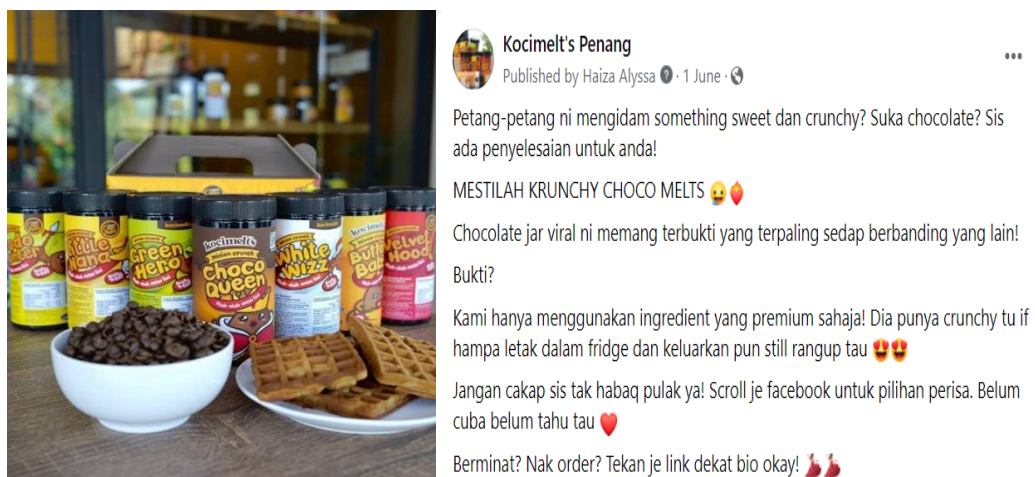 Kocimelt's Penang
Published by Haiza Alyssa · 1 June ·
Petang-petang ni mengidam something sweet dan crunchy? Suka chocolate? Sis
ada penyelesaian untuk anda!
MESTILAH KRUNCHY CHOCO MELTS 😂❤️‍🔥
Chocolate jar viral ni memang terbukti yang terpaling sedap berbanding yang lain!
Bukti?
Kami hanya menggunakan ingredient yang premium sahaja! Dia punya crunchy tu if
hampa letak dalam fridge dan keluarkan pun still rangup tau 😍😍
Jangan cakap sis tak habaq pulak ya! Scroll je facebook untuk pilihan perisa. Belum
cuba belum tahu tau ❤️
Berminat? Nak order? Tekan je link dekat bio okay! 💃💃
Green
Hero
kocimelt's
Choco
Queen
White
Wizz